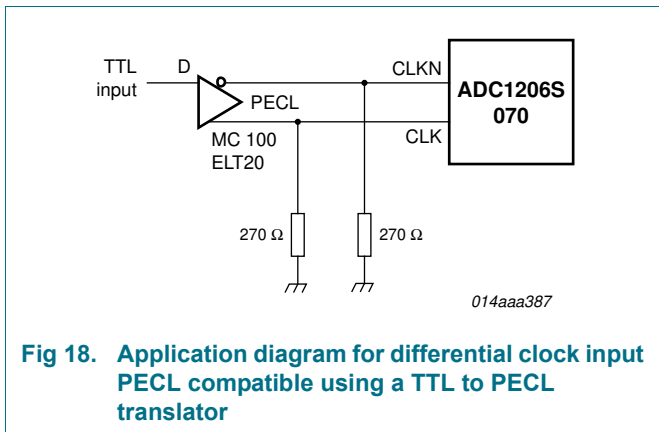 TTL
input
D
PECL
MC 100
ELT20
CLKN
CLK
ADC1206S
070
270 Ω
270 Ω
014aaa387
Fig 18. Application diagram for differential clock input
PECL compatible using a TTL to PECL
translator